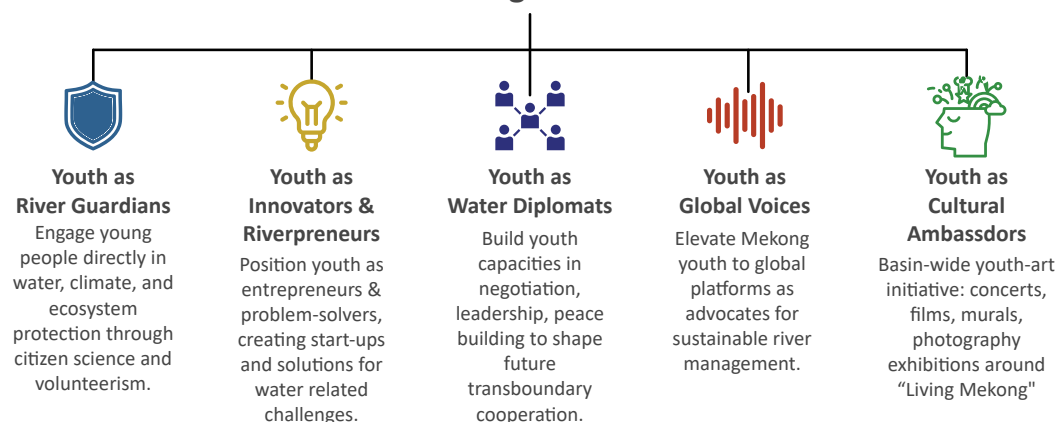 Youth as
River Guardians
Engage young
people directly in
water, climate, and
ecosystem
protection through
citizen science and
volunteerism.
Youth as
Innovators &
Riverpreneurs
Position youth as
entrepreneurs &
problem-solvers,
creating start-ups
and solutions for
water related
challenges.
Youth as
Water Diplomats
Build youth
capacities in
negotiation,
leadership, peace
building to shape
future
transboundary
cooperation.
Youth as
Global Voices
Elevate Mekong
youth to global
platforms as
advocates for
sustainable river
management.
Youth as
Cultural
Ambassdors
Basin-wide youth-art
initiative: concerts,
films, murals,
photography
exhibitions around
“Living Mekong"